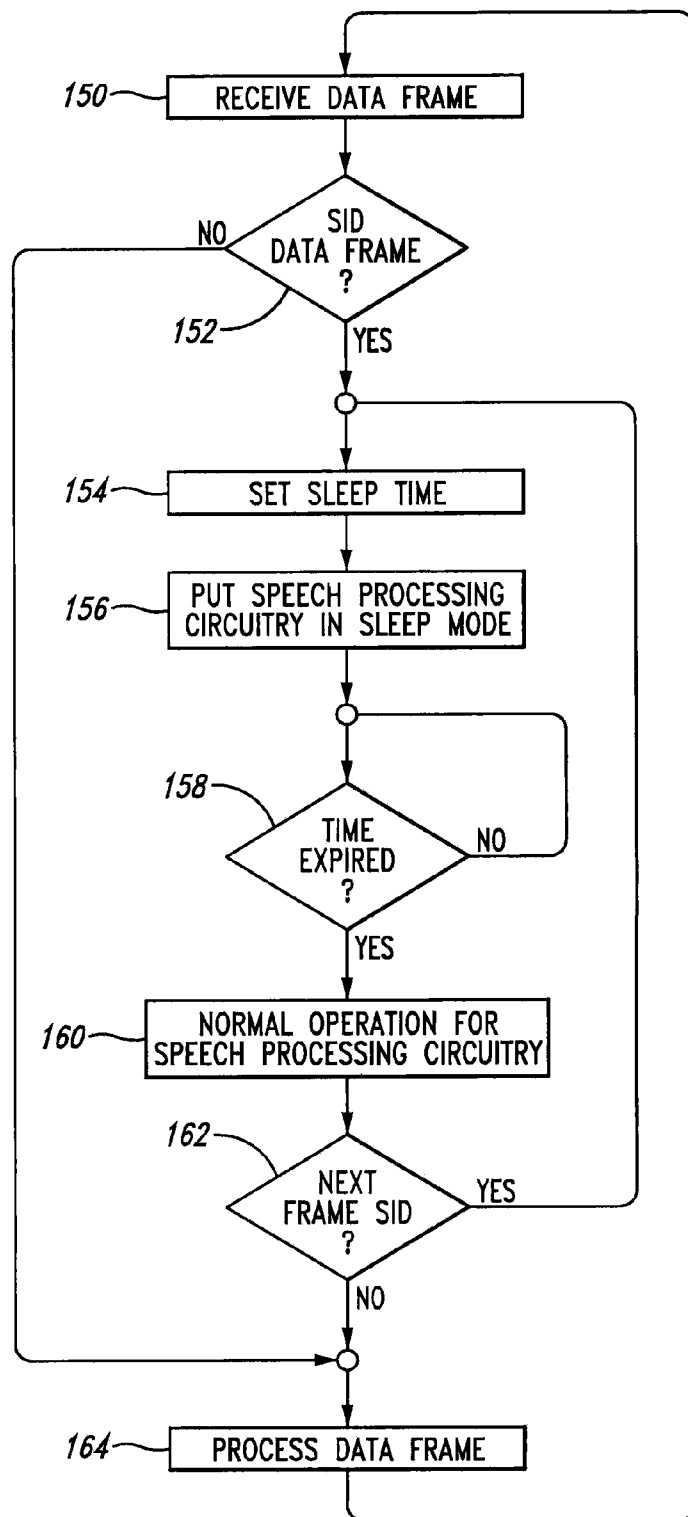 150
RECEIVE DATA FRAME
SID
DATA FRAME
?
NO
152
YES
154
SET SLEEP TIME
156
PUT SPEECH PROCESSING
CIRCUITRY IN SLEEP MODE
158
TIME
EXPIRED
?
NO
YES
160
NORMAL OPERATION FOR
SPEECH PROCESSING CIRCUITRY
162
NEXT
FRAME SID
?
YES
NO
164
PROCESS DATA FRAME